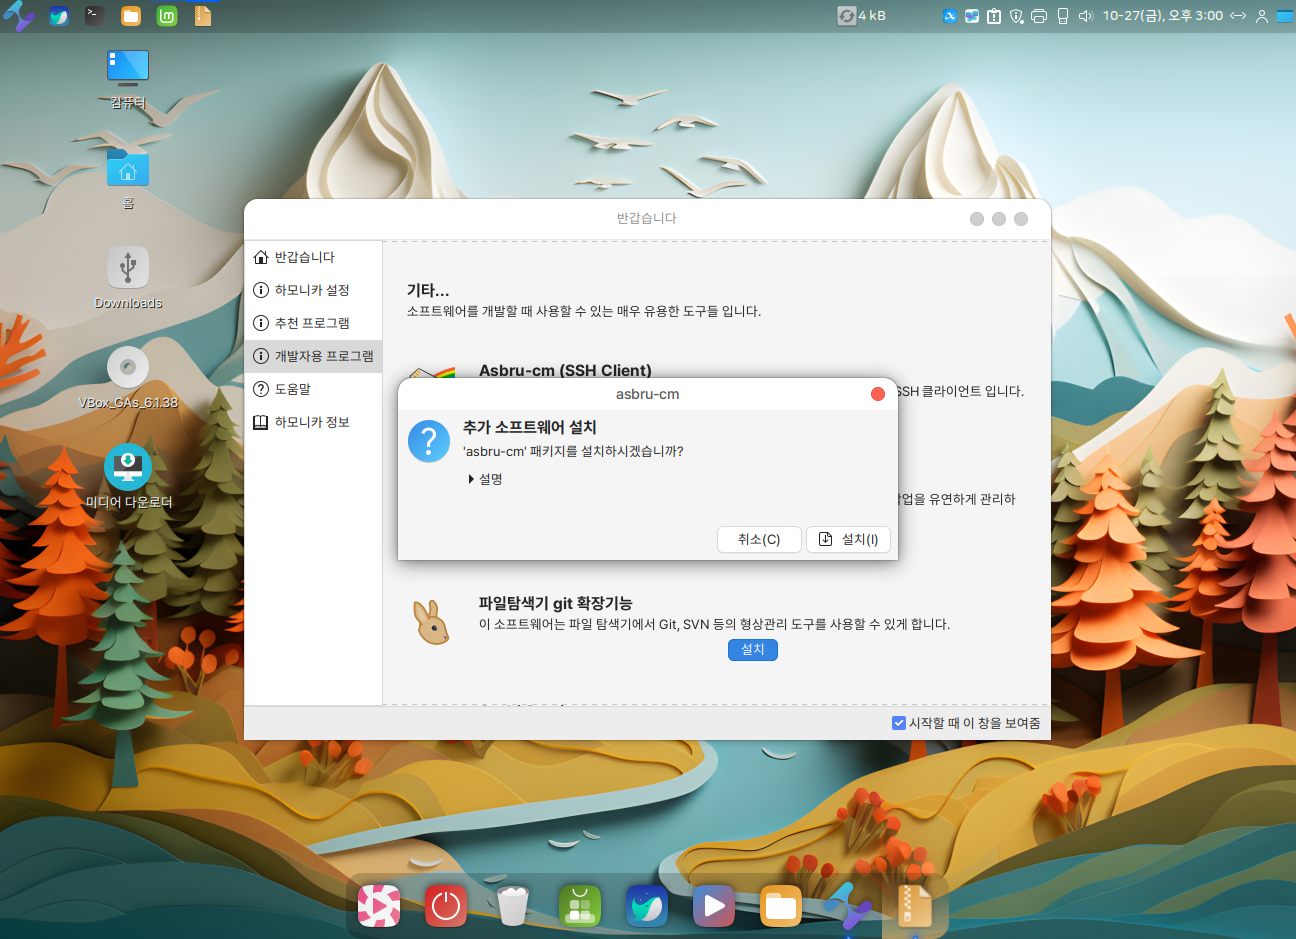 4 kB
10-27(금), 오후 3:00
컴퓨터
홈
Downloads
VBox_GAs_6.1.38
미디어 다운로더
반갑습니다
반갑습니다
하모니카 설정
추천 프로그램
개발자용 프로그램
도움말
하모니카 정보
기타...
소프트웨어를 개발할 때 사용할 수 있는 매우 유용한 도구들 입니다.
Asbru-cm (SSH Client)
SSH 클라이언트 입니다.
asbru-cm
추가 소프트웨어 설치
'asbru-cm' 패키지를 설치하시겠습니까?
설명
업을 유연하게 관리하
취소(C)
설치(I)
파일탐색기 git 확장기능
이 소프트웨어는 파일 탐색기에서 Git, SVN 등의 형상관리 도구를 사용할 수 있게 합니다.
설치
시작할 때 이 창을 보여줌